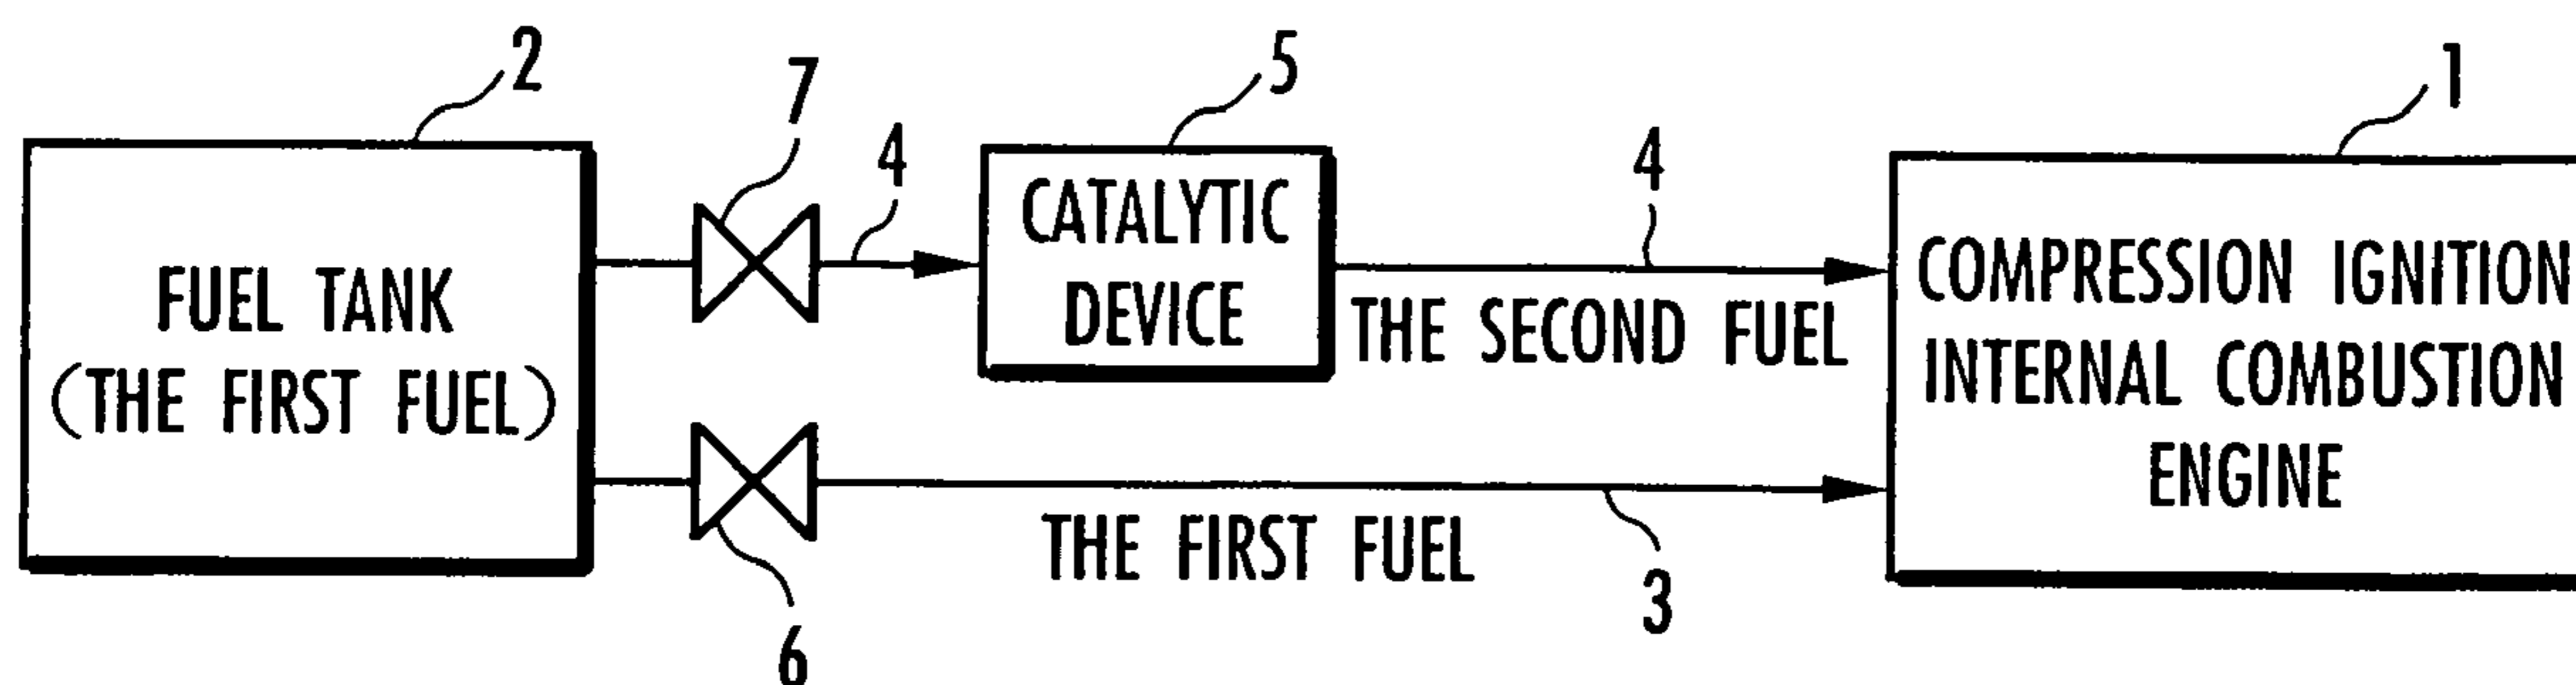 2
7
4
5
4
1
FUEL TANK
(THE FIRST FUEL)
CATALYTIC
DEVICE
THE SECOND FUEL
COMPRESSION IGNITION
INTERNAL COMBUSTION
ENGINE
THE FIRST FUEL
3
6